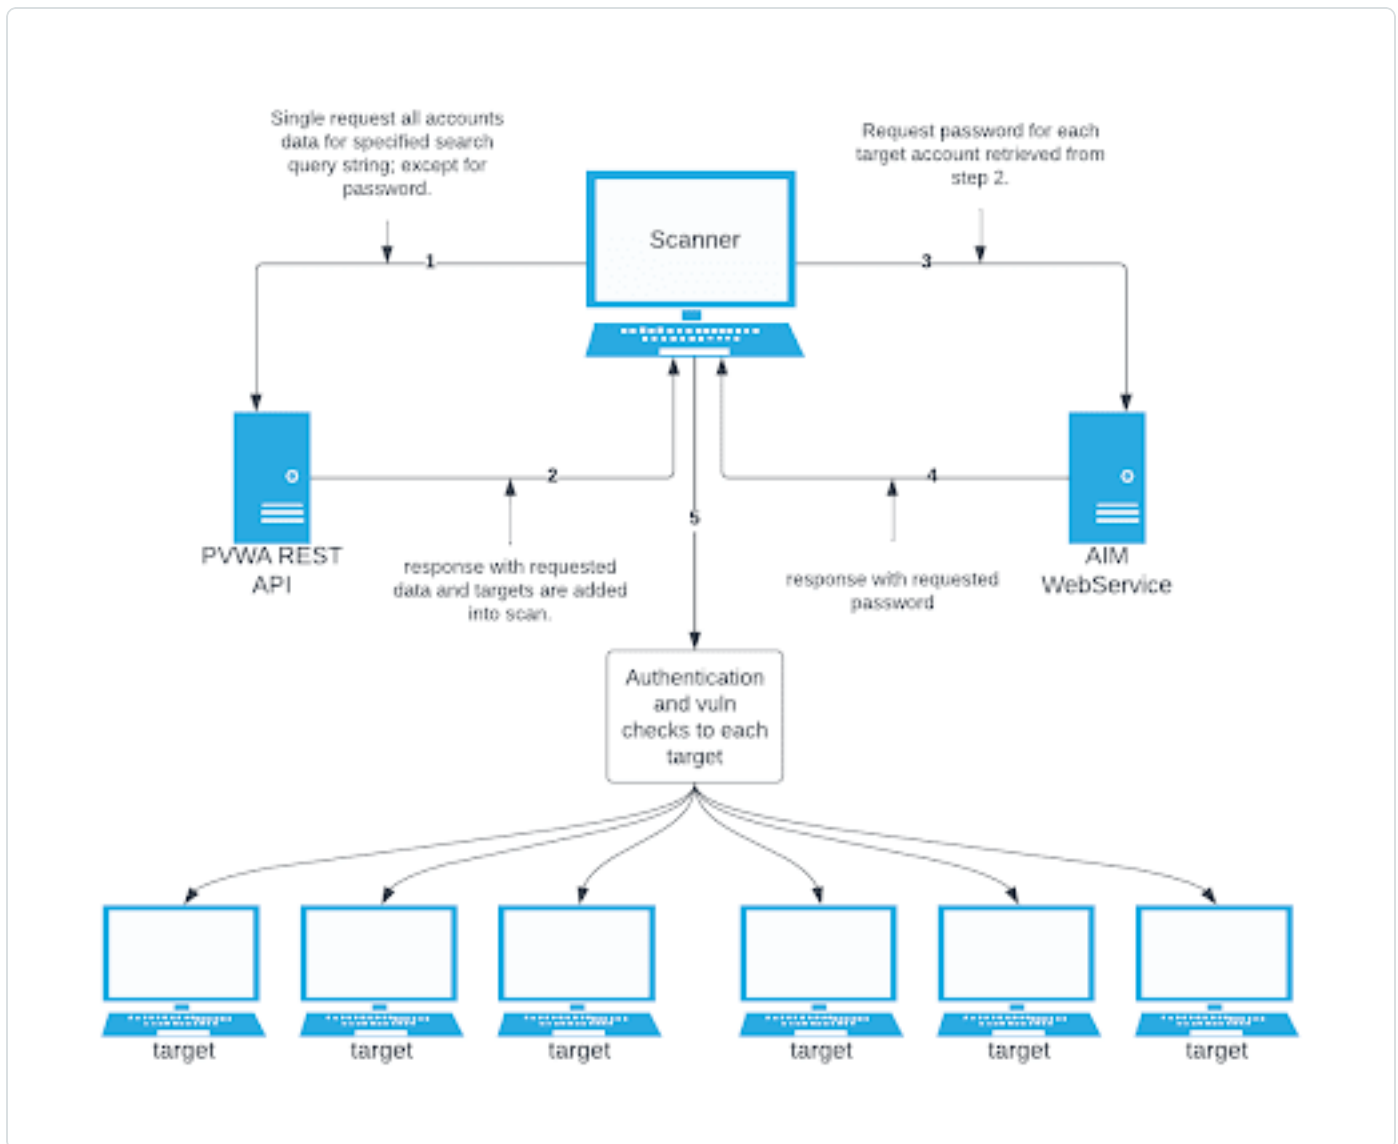 Single request all accounts
data for specified search
query string; except for
password.
Request password for each
target account retrieved from
step 2.
Scanner
1
3
2
4
5
PVWA REST
API
response with requested
data and targets are added
into scan.
response with requested
password
AIM
WebService
Authentication
and vuln
checks to each
target
target
target
target
target
target
target